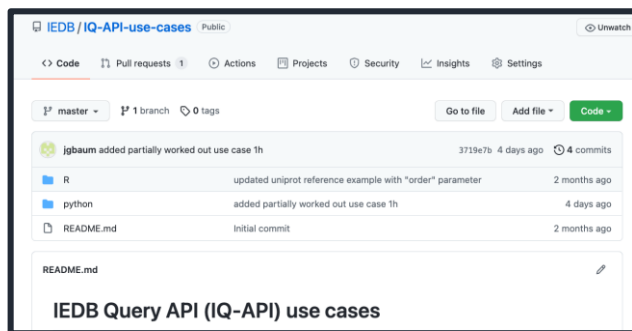 IEDB / IQ-API-use-cases Public
Unwatch
Code Pull requests 1 Actions Projects Security Insights Settings
master 1 branch 0 tags Go to file Add file Code
jgbaum added partially worked out use case 1h 3719e7b 4 days ago 4 commits
R updated uniprot reference example with "order" parameter 2 months ago
python added partially worked out use case 1h 4 days ago
README.md Initial commit 2 months ago
README.md
IEDB Query API (IQ-API) use cases